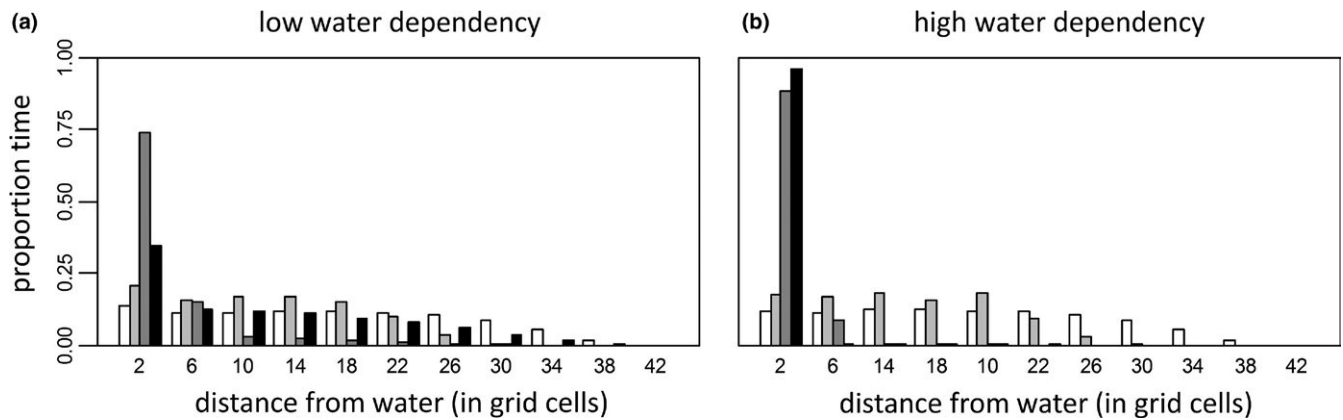 (a) low water dependency
(b) high water dependency
proportion time
1.00
0.75
0.50
0.25
0.00
2 6 10 14 18 22 26 30 34 38 42
2 6 14 18 10 22 26 30 34 38 42
distance from water (in grid cells)
distance from water (in grid cells)